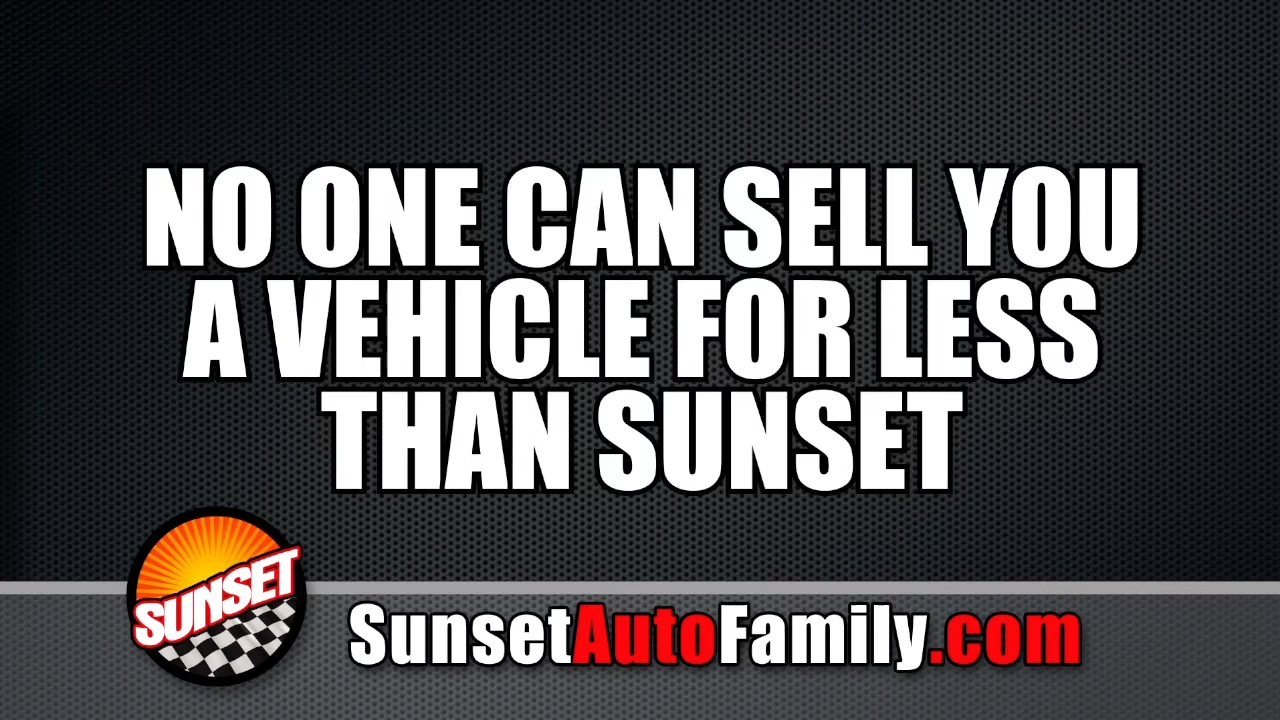 NO ONE CAN SELL YOU
A VEHICLE FOR LESS
THAN SUNSET
SUNSET
SunsetAutoFamily.com